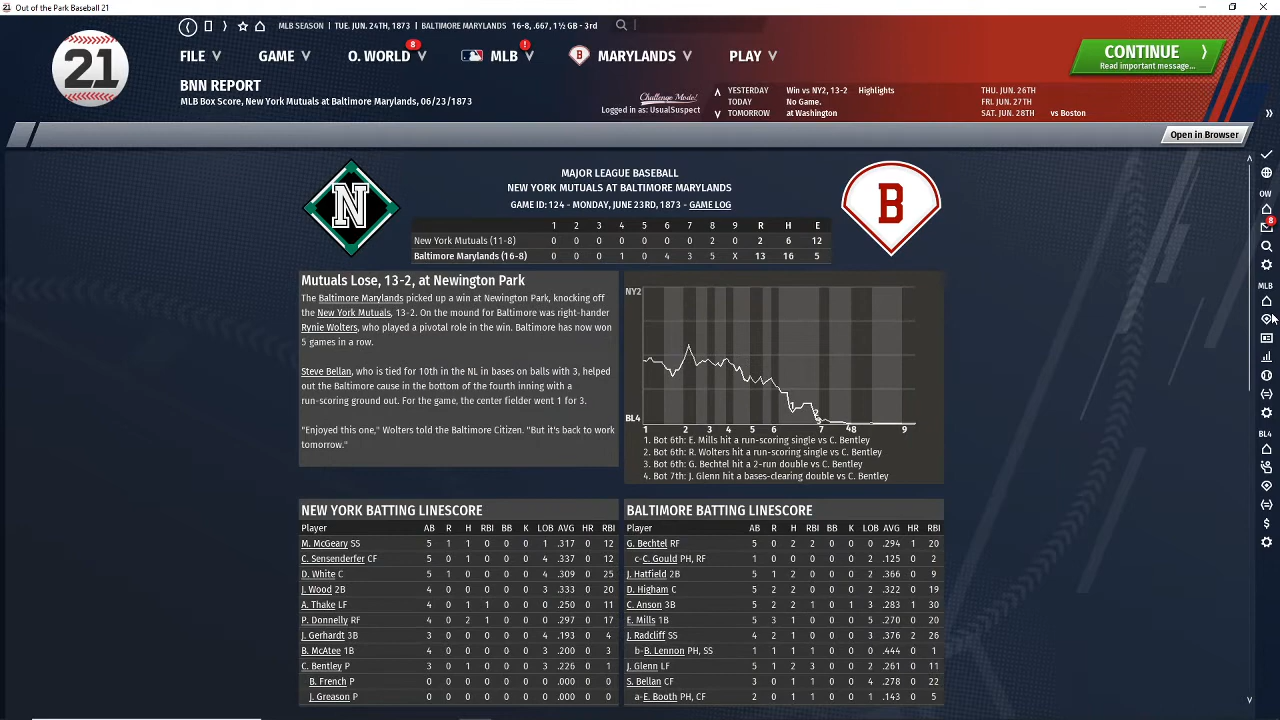 21 Out of the Park Baseball 21
MLB SEASON | TUE. JUN. 24TH, 1873 | BALTIMORE MARYLANDS 16-8, .667, 1½ GB - 3rd
21
FILE GAME O. WORLD 8 MLB ! B MARYLANDS PLAY
CONTINUE
Read important message...
BNN REPORT
MLB Box Score, New York Mutuals at Baltimore Marylands, 06/23/1873
Challenge Mode!
Logged in as: UsualSuspect
YESTERDAY Win vs NY2, 13-2 Highlights THU. JUN. 26TH
TODAY No Game. FRI. JUN. 27TH
TOMORROW at Washington SAT. JUN. 28TH vs Boston
Open in Browser
N
B
MAJOR LEAGUE BASEBALL
NEW YORK MUTUALS AT BALTIMORE MARYLANDS
GAME ID: 124 - MONDAY, JUNE 23RD, 1873 - GAME LOG
1 2 3 4 5 6 7 8 9 R H E
New York Mutuals (11-8) 0 0 0 0 0 0 0 2 0 2 6 12
Baltimore Marylands (16-8) 0 0 0 1 0 4 3 5 X 13 16 5
Mutuals Lose, 13-2, at Newington Park
The Baltimore Marylands picked up a win at Newington Park, knocking off
the New York Mutuals, 13-2. On the mound for Baltimore was right-hander
Rynie Wolters, who played a pivotal role in the win. Baltimore has now won
5 games in a row.
Steve Bellan, who is tied for 10th in the NL in bases on balls with 3, helped
out the Baltimore cause in the bottom of the fourth inning with a
run-scoring ground out. For the game, the center fielder went 1 for 3.
"Enjoyed this one," Wolters told the Baltimore Citizen. "But it's back to work
tomorrow."
NY2
BL4
1 2 3 4 5 6 7 48 9
1. Bot 6th: E. Mills hit a run-scoring single vs C. Bentley
2. Bot 6th: R. Wolters hit a run-scoring single vs C. Bentley
3. Bot 6th: G. Bechtel hit a 2-run double vs C. Bentley
4. Bot 7th: J. Glenn hit a bases-clearing double vs C. Bentley
NEW YORK BATTING LINESCORE
Player AB R H RBI BB K LOB AVG HR RBI
M. McGeary SS 5 1 1 0 0 0 1 .317 0 12
C. Sensenderfer CF 5 0 1 0 0 0 4 .337 0 12
D. White C 5 1 0 0 0 0 4 .309 0 25
J. Wood 2B 4 0 0 0 0 0 3 .333 0 20
A. Thake LF 4 0 1 1 0 0 0 .250 0 11
P. Donnelly RF 4 0 2 1 0 0 0 .297 0 17
J. Gerhardt 3B 3 0 0 0 0 0 4 .193 0 4
B. McAtee 1B 4 0 0 0 0 0 3 .200 0 3
C. Bentley P 3 0 1 0 0 0 3 .226 0 1
B. French P 0 0 0 0 0 0 0 .000 0 0
J. Greason P 0 0 0 0 0 0 0 .000 0 0
BALTIMORE BATTING LINESCORE
Player AB R H RBI BB K LOB AVG HR RBI
G. Bechtel RF 5 0 2 2 0 0 0 .294 1 20
c-C. Gould PH, RF 1 0 0 0 0 0 2 .125 0 2
J. Hatfield 2B 5 1 2 0 0 0 2 .366 0 9
D. Higham C 5 2 2 0 0 0 2 .322 0 19
C. Anson 3B 5 2 2 1 0 1 3 .283 1 30
E. Mills 1B 5 3 1 0 0 0 5 .270 0 20
J. Radcliff SS 4 2 1 0 0 0 3 .376 2 26
b-B. Lennon PH, SS 1 1 1 1 0 0 0 .444 0 1
J. Glenn LF 5 1 2 3 0 0 2 .261 0 11
S. Bellan CF 3 0 1 1 0 0 4 .278 0 22
a-E. Booth PH, CF 2 0 1 1 0 0 1 .143 0 5
OW
8
MLB
BL4
$